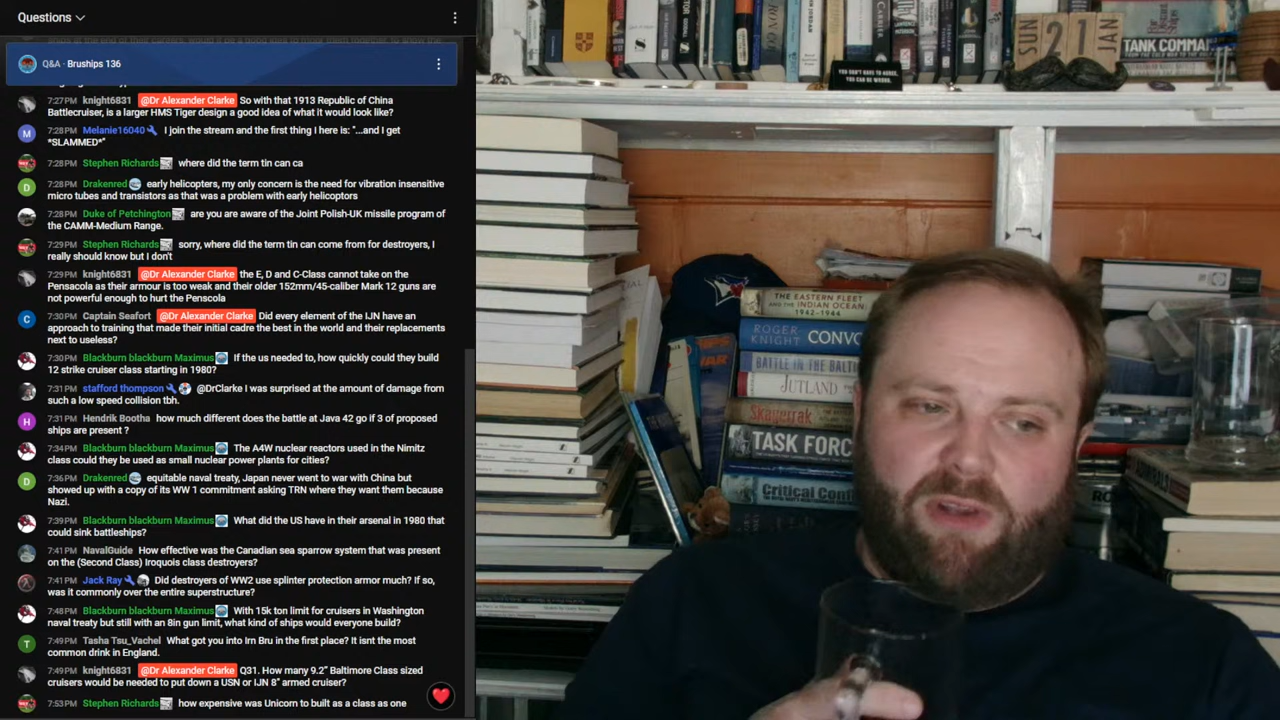 Questions
Q&A · Bruships 136
7:27PM knight6831 @Dr Alexander Clarke So with that 1913 Republic of China
Battlecruiser, is a larger HMS Tiger design a good idea of what it would look like?
7:28PM Melanie16040 I join the stream and the first thing I here is: "...and I get
*SLAMMED*"
7:28PM Stephen Richards where did the term tin can ca
7:28PM Drakenred early helicopters, my only concern is the need for vibration insensitive
micro tubes and transistors as that was a problem with early helicoptors
7:28PM Duke of Petchington are you are aware of the Joint Polish-UK missile program of
the CAMM-Medium Range.
7:29PM Stephen Richards sorry, where did the term tin can come from for destroyers, I
really should know but I don't
7:29PM knight6831 @Dr Alexander Clarke the E, D and C-Class cannot take on the
Pensacola as their armour is too weak and their older 152mm/45-caliber Mark 12 guns are
not powerful enough to hurt the Penscola
7:30PM Captain Seafort @Dr Alexander Clarke Did every element of the IJN have an
approach to training that made their initial cadre the best in the world and their replacements
next to useless?
7:30PM Blackburn blackburn Maximus If the us needed to, how quickly could they build
12 strike cruiser class starting in 1980?
7:31PM stafford thompson @DrClarke I was surprised at the amount of damage from
such a low speed collision tbh.
7:31PM Hendrik Bootha how much different does the battle at Java 42 go if 3 of proposed
ships are present ?
7:34PM Blackburn blackburn Maximus The A4W nuclear reactors used in the Nimitz
class could they be used as small nuclear power plants for cities?
7:36PM Drakenred equitable naval treaty, Japan never went to war with China but
showed up with a copy of its WW 1 commitment asking TRN where they want them because
Nazi.
7:39PM Blackburn blackburn Maximus What did the US have in their arsenal in 1980 that
could sink battleships?
7:41PM NavalGuide How effective was the Canadian sea sparrow system that was present
on the (Second Class) Iroquois class destroyers?
7:41PM Jack Ray Did destroyers of WW2 use splinter protection armor much? If so,
was it commonly over the entire superstructure?
7:48PM Blackburn blackburn Maximus With 15k ton limit for cruisers in Washington
naval treaty but still with an 8in gun limit, what kind of ships would everyone build?
7:49PM Tasha Tsu_Vachel What got you into Irn Bru in the first place? It isnt the most
common drink in England.
7:49PM knight6831 @Dr Alexander Clarke Q31. How many 9.2" Baltimore Class sized
cruisers would be needed to put down a USN or IJN 8" armed cruiser?
7:53PM Stephen Richards how expensive was Unicorn to built as a class as one
YOU DON'T HAVE TO AGREE,
YOU CAN BE WRONG.
SUN 21 JAN
TANK COMMA
THE EASTERN FLEET
AND THE INDIAN OCEAN
1942-1944
ROGER KNIGHT CONVO
BATTLE IN THE BALTI
JUTLAND
Skagerrak
TASK FORC
Critical Conf